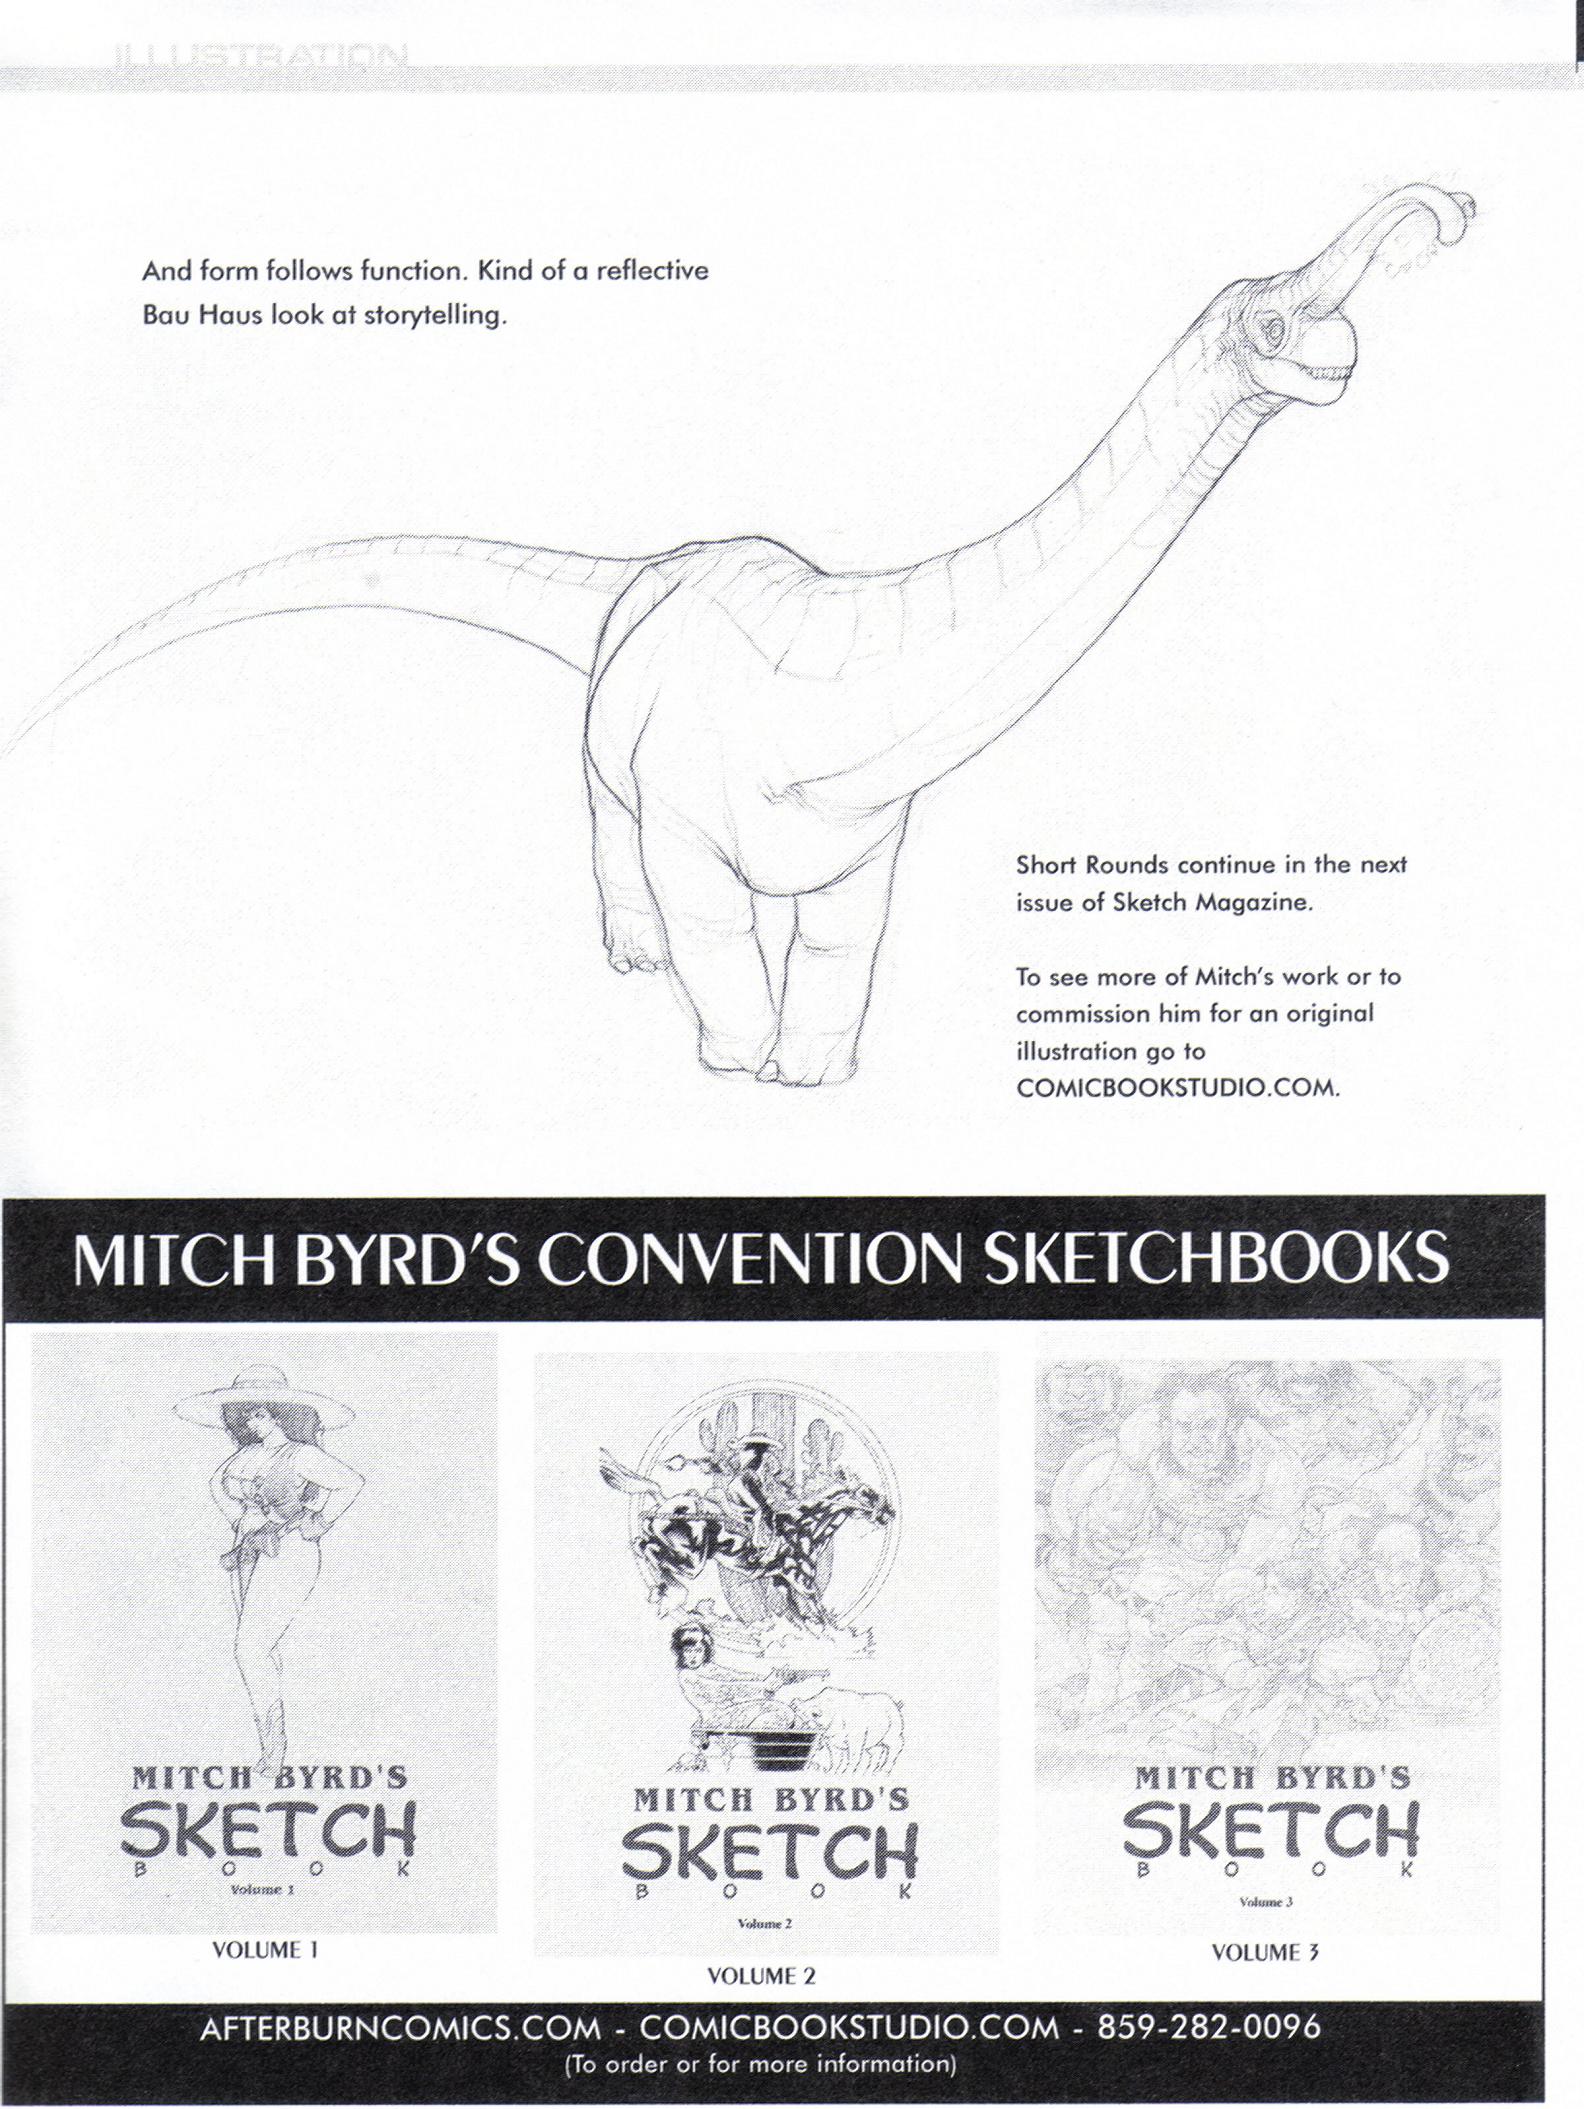 ILLUSTRATION
And form follows function. Kind of a reflective
Bau Haus look at storytelling.
Short Rounds continue in the next
issue of Sketch Magazine.
To see more of Mitch's work or to
commission him for an original
illustration go to
COMICBOOKSTUDIO.COM.
MITCH BYRD'S CONVENTION SKETCHBOOKS
MITCH BYRD'S
SKETCH
BOOK
Volume 1
VOLUME 1
MITCH BYRD'S
SKETCH
BOOK
Volume 2
VOLUME 2
MITCH BYRD'S
SKETCH
BOOK
Volume 3
VOLUME 3
AFTERBURNCOMICS.COM - COMICBOOKSTUDIO.COM - 859-282-0096
(To order or for more information)